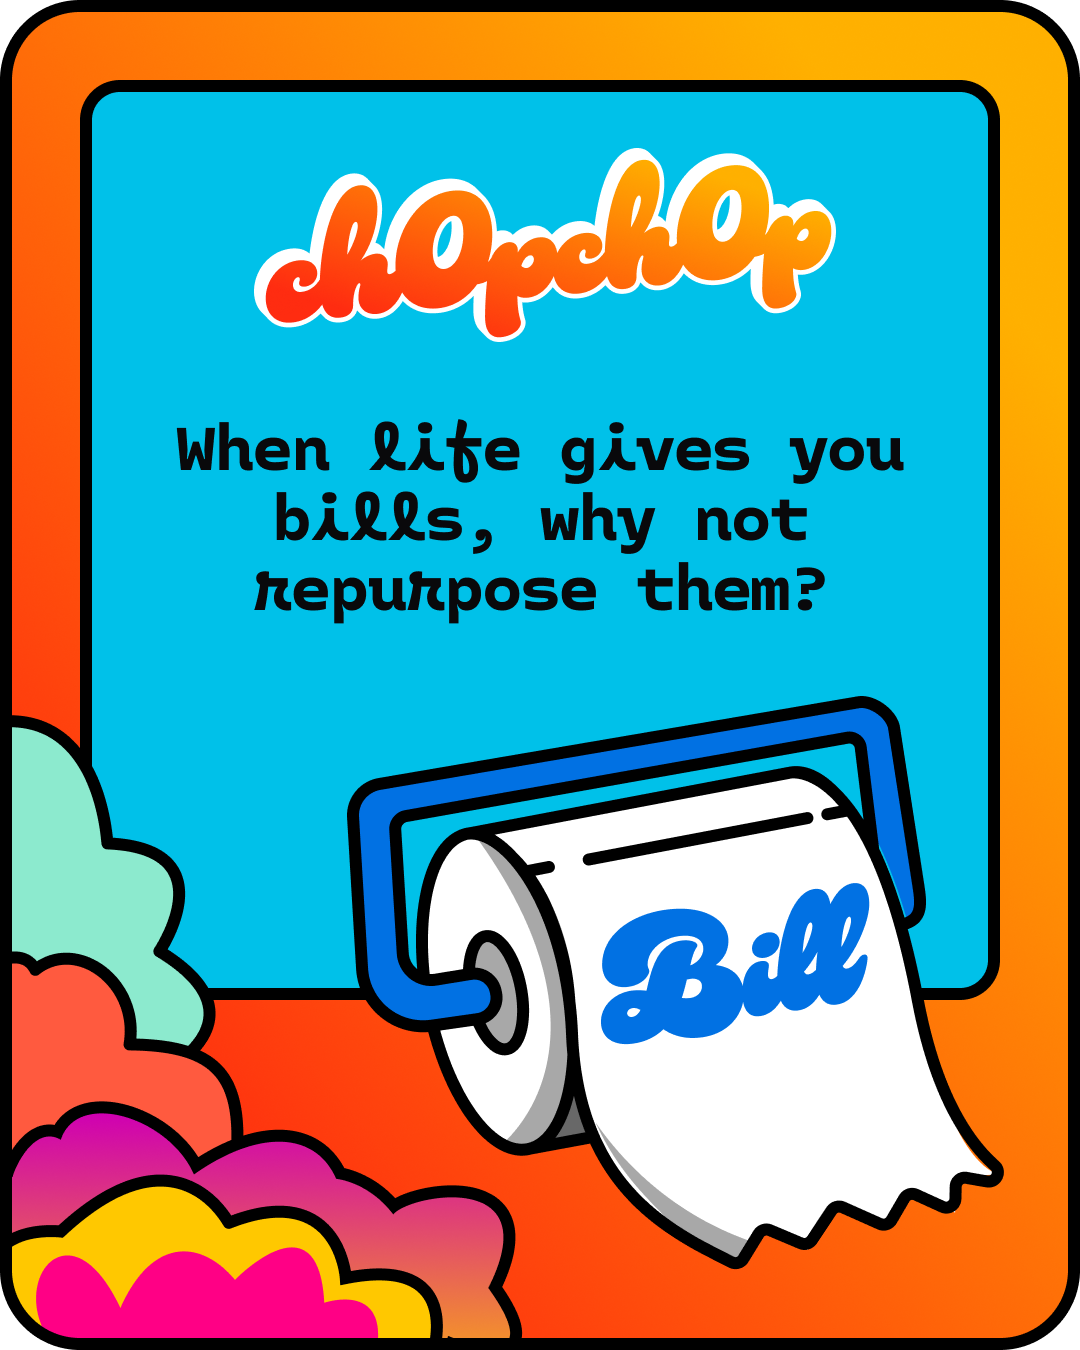 chOpchOp
When life gives you
bills, why not
repurpose them?
Bill